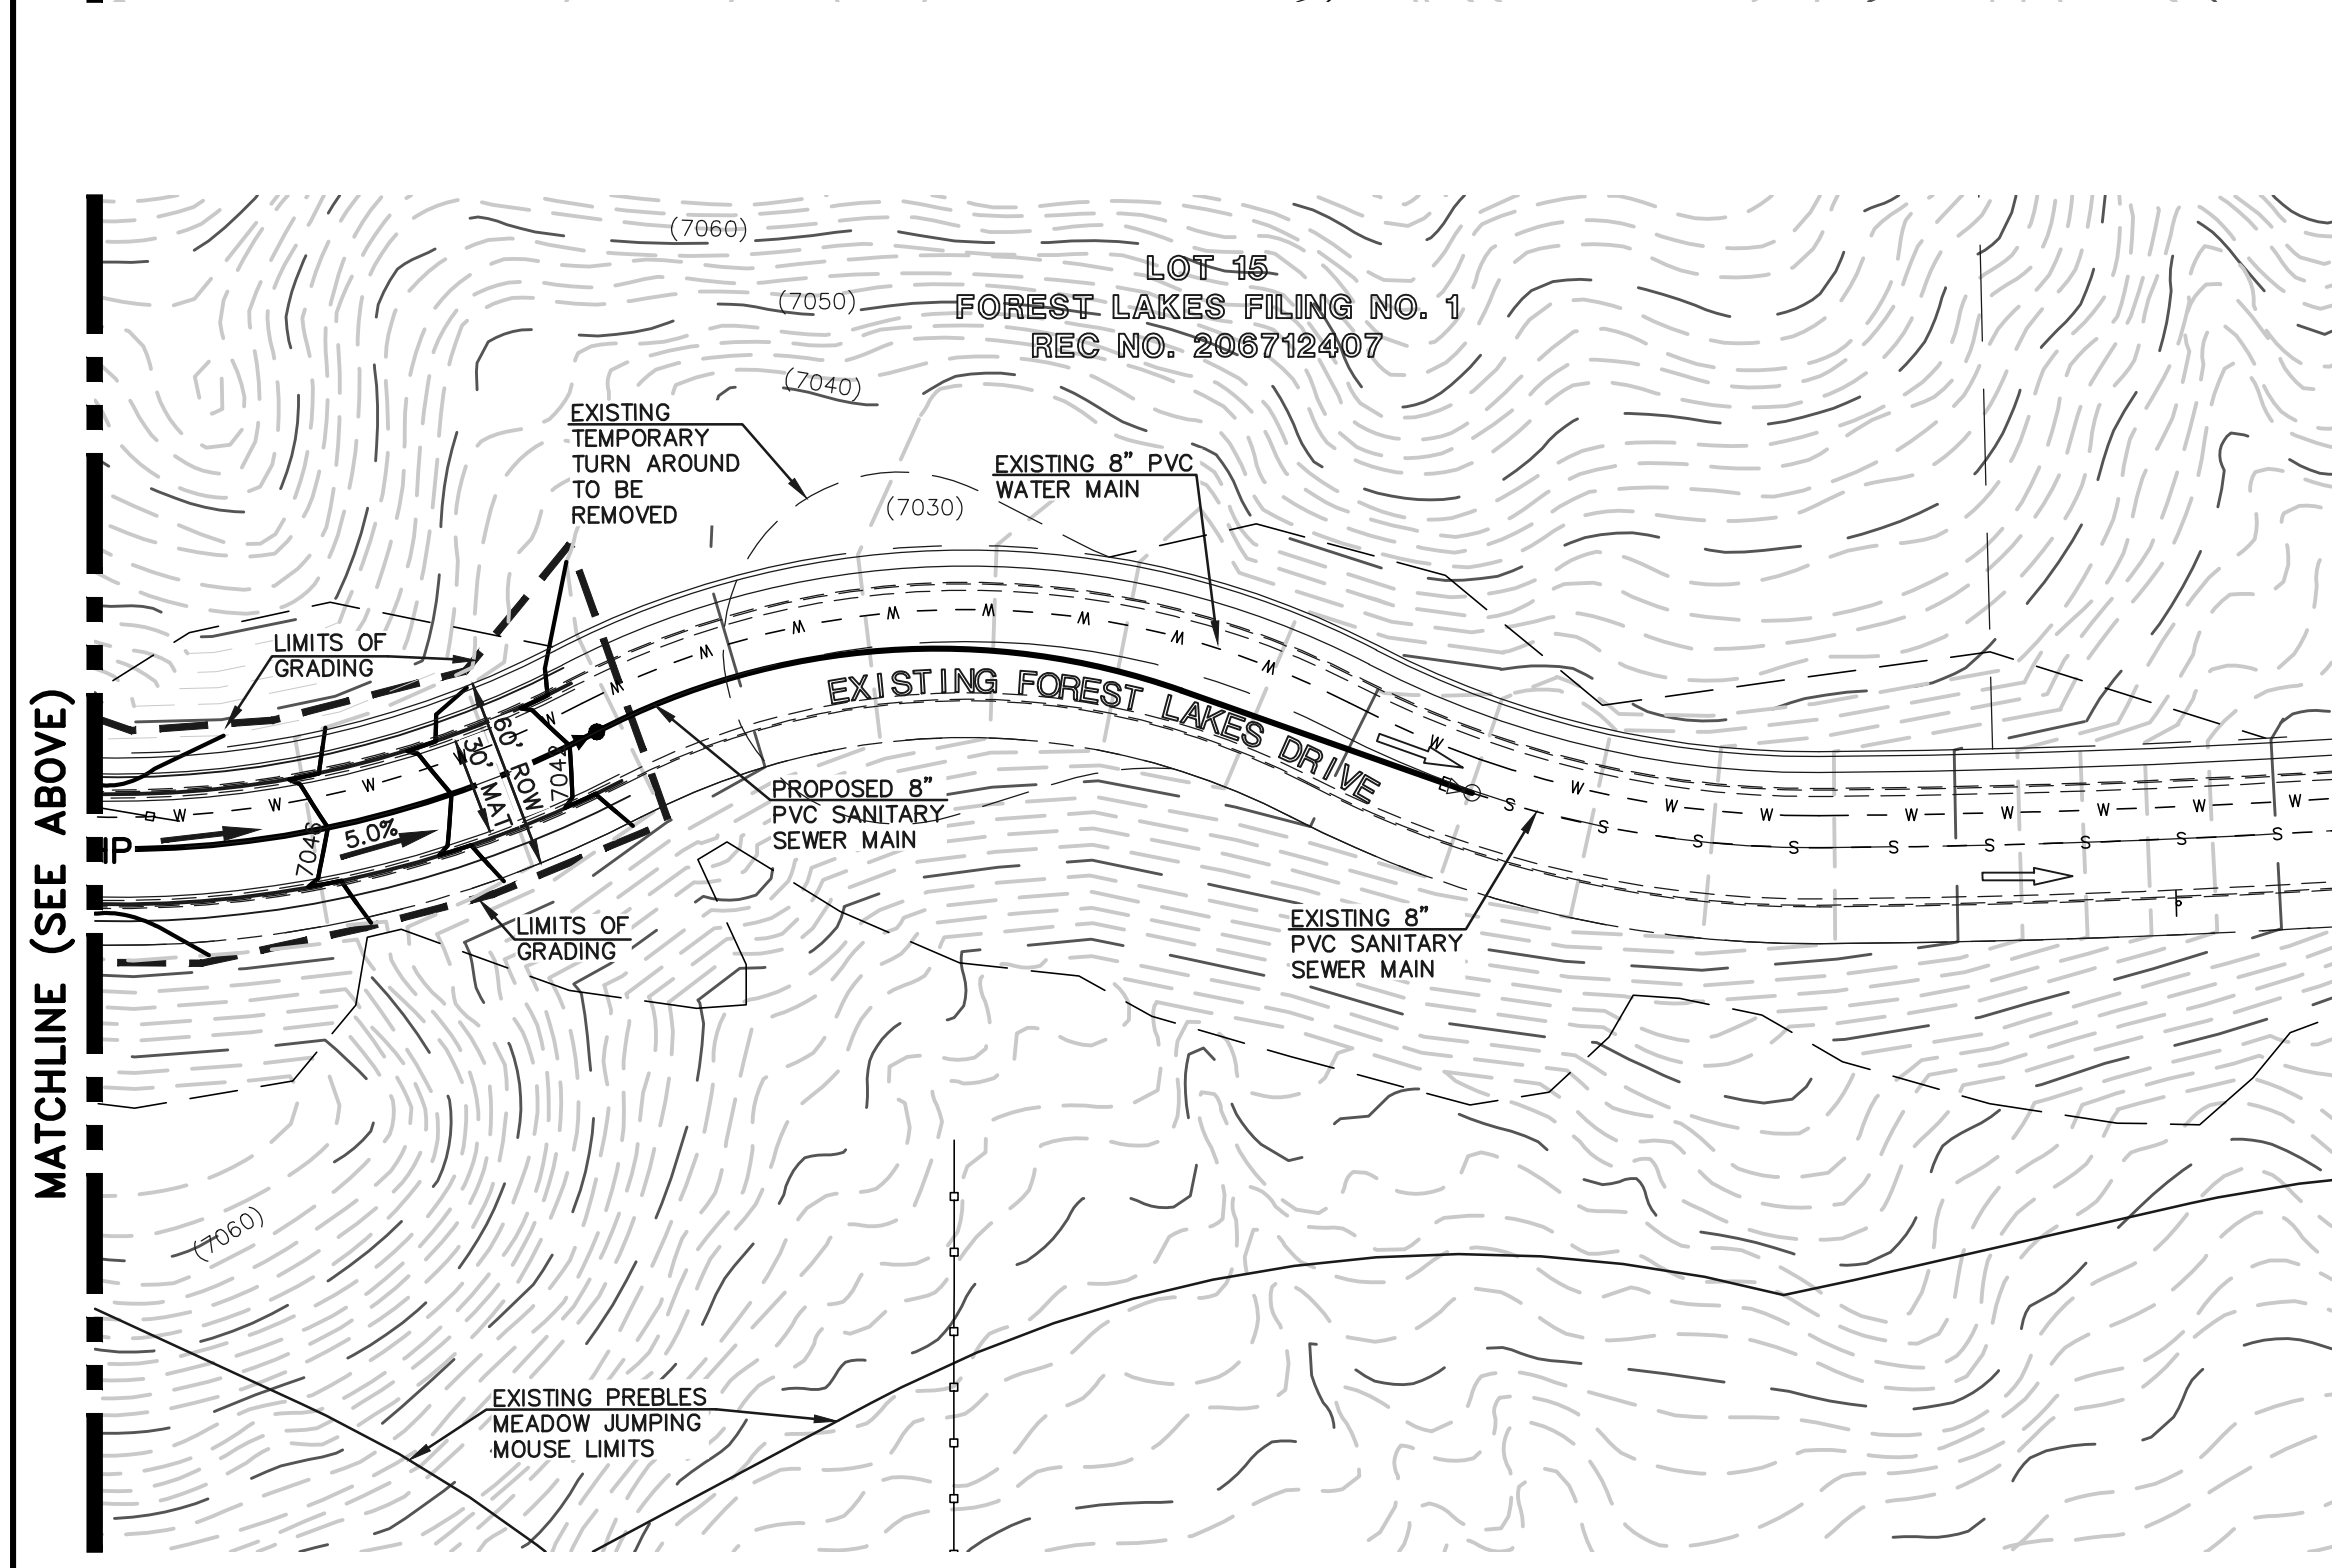 (7060)
LOT 15
FOREST LAKES FILING NO. 1
REC NO. 206712407
(7050)
(7040)
EXISTING
TEMPORARY
TURN AROUND
TO BE
REMOVED
EXISTING 8" PVC
WATER MAIN
(7030)
LIMITS OF
GRADING
MATCHLINE (SEE ABOVE)
W W W W W W W W W W W W W W W W W W W W W W
60' ROW
30' MAT
7042
7046
5.0%
HP
EXISTING FOREST LAKES DRIVE
PROPOSED 8"
PVC SANITARY
SEWER MAIN
S S S S S S S S S
LIMITS OF
GRADING
EXISTING 8"
PVC SANITARY
SEWER MAIN
(7060)
EXISTING PREBLES
MEADOW JUMPING
MOUSE LIMITS